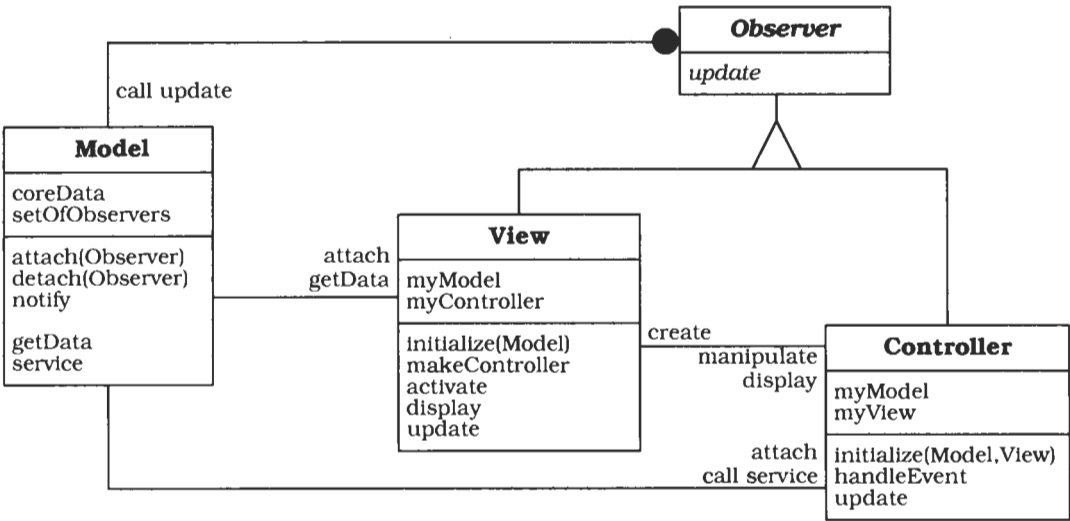 Observer
update
call update
Model
coreData
setOfObservers
attach(Observer)
detach(Observer)
notify
getData
service
attach
getData
View
myModel
myController
initialize(Model)
makeController
activate
display
update
create
manipulate
display
Controller
myModel
myView
attach
call service
initialize(Model,View)
handleEvent
update